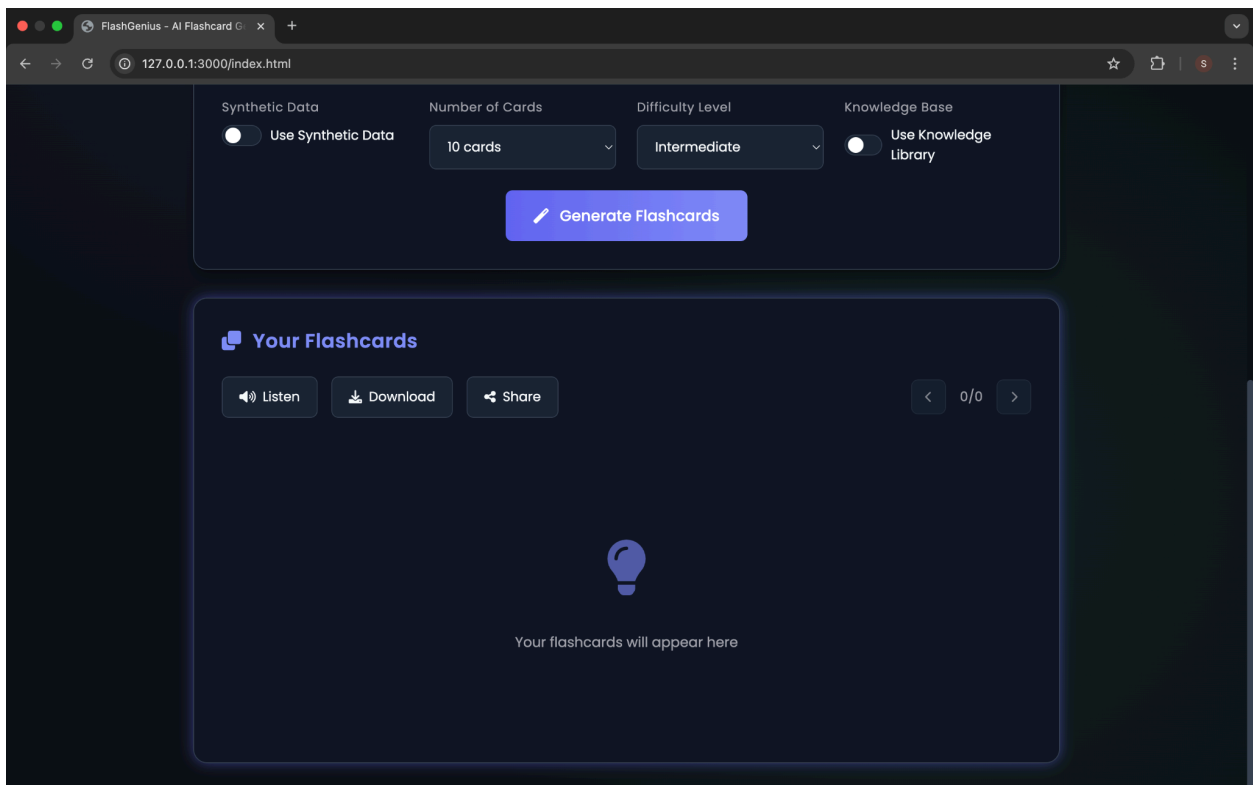 FlashGenius - AI Flashcard G
127.0.0.1:3000/index.html
S
Synthetic Data
Use Synthetic Data
Number of Cards
10 cards
Difficulty Level
Intermediate
Knowledge Base
Use Knowledge
Library
Generate Flashcards
Your Flashcards
Listen
Download
Share
0/0
Your flashcards will appear here